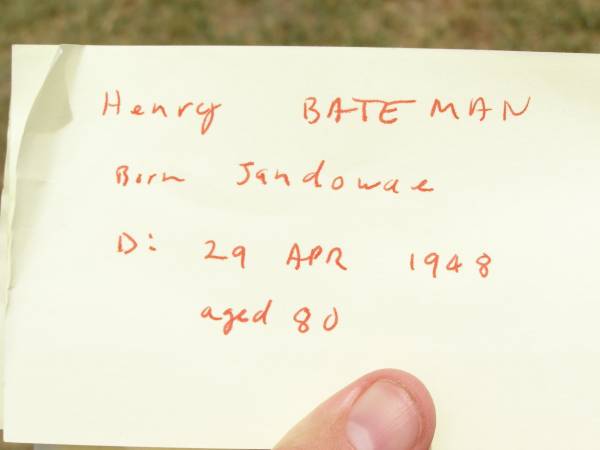 Henry BATEMAN
Born Jandowae
D: 29 APR 1948
aged 80